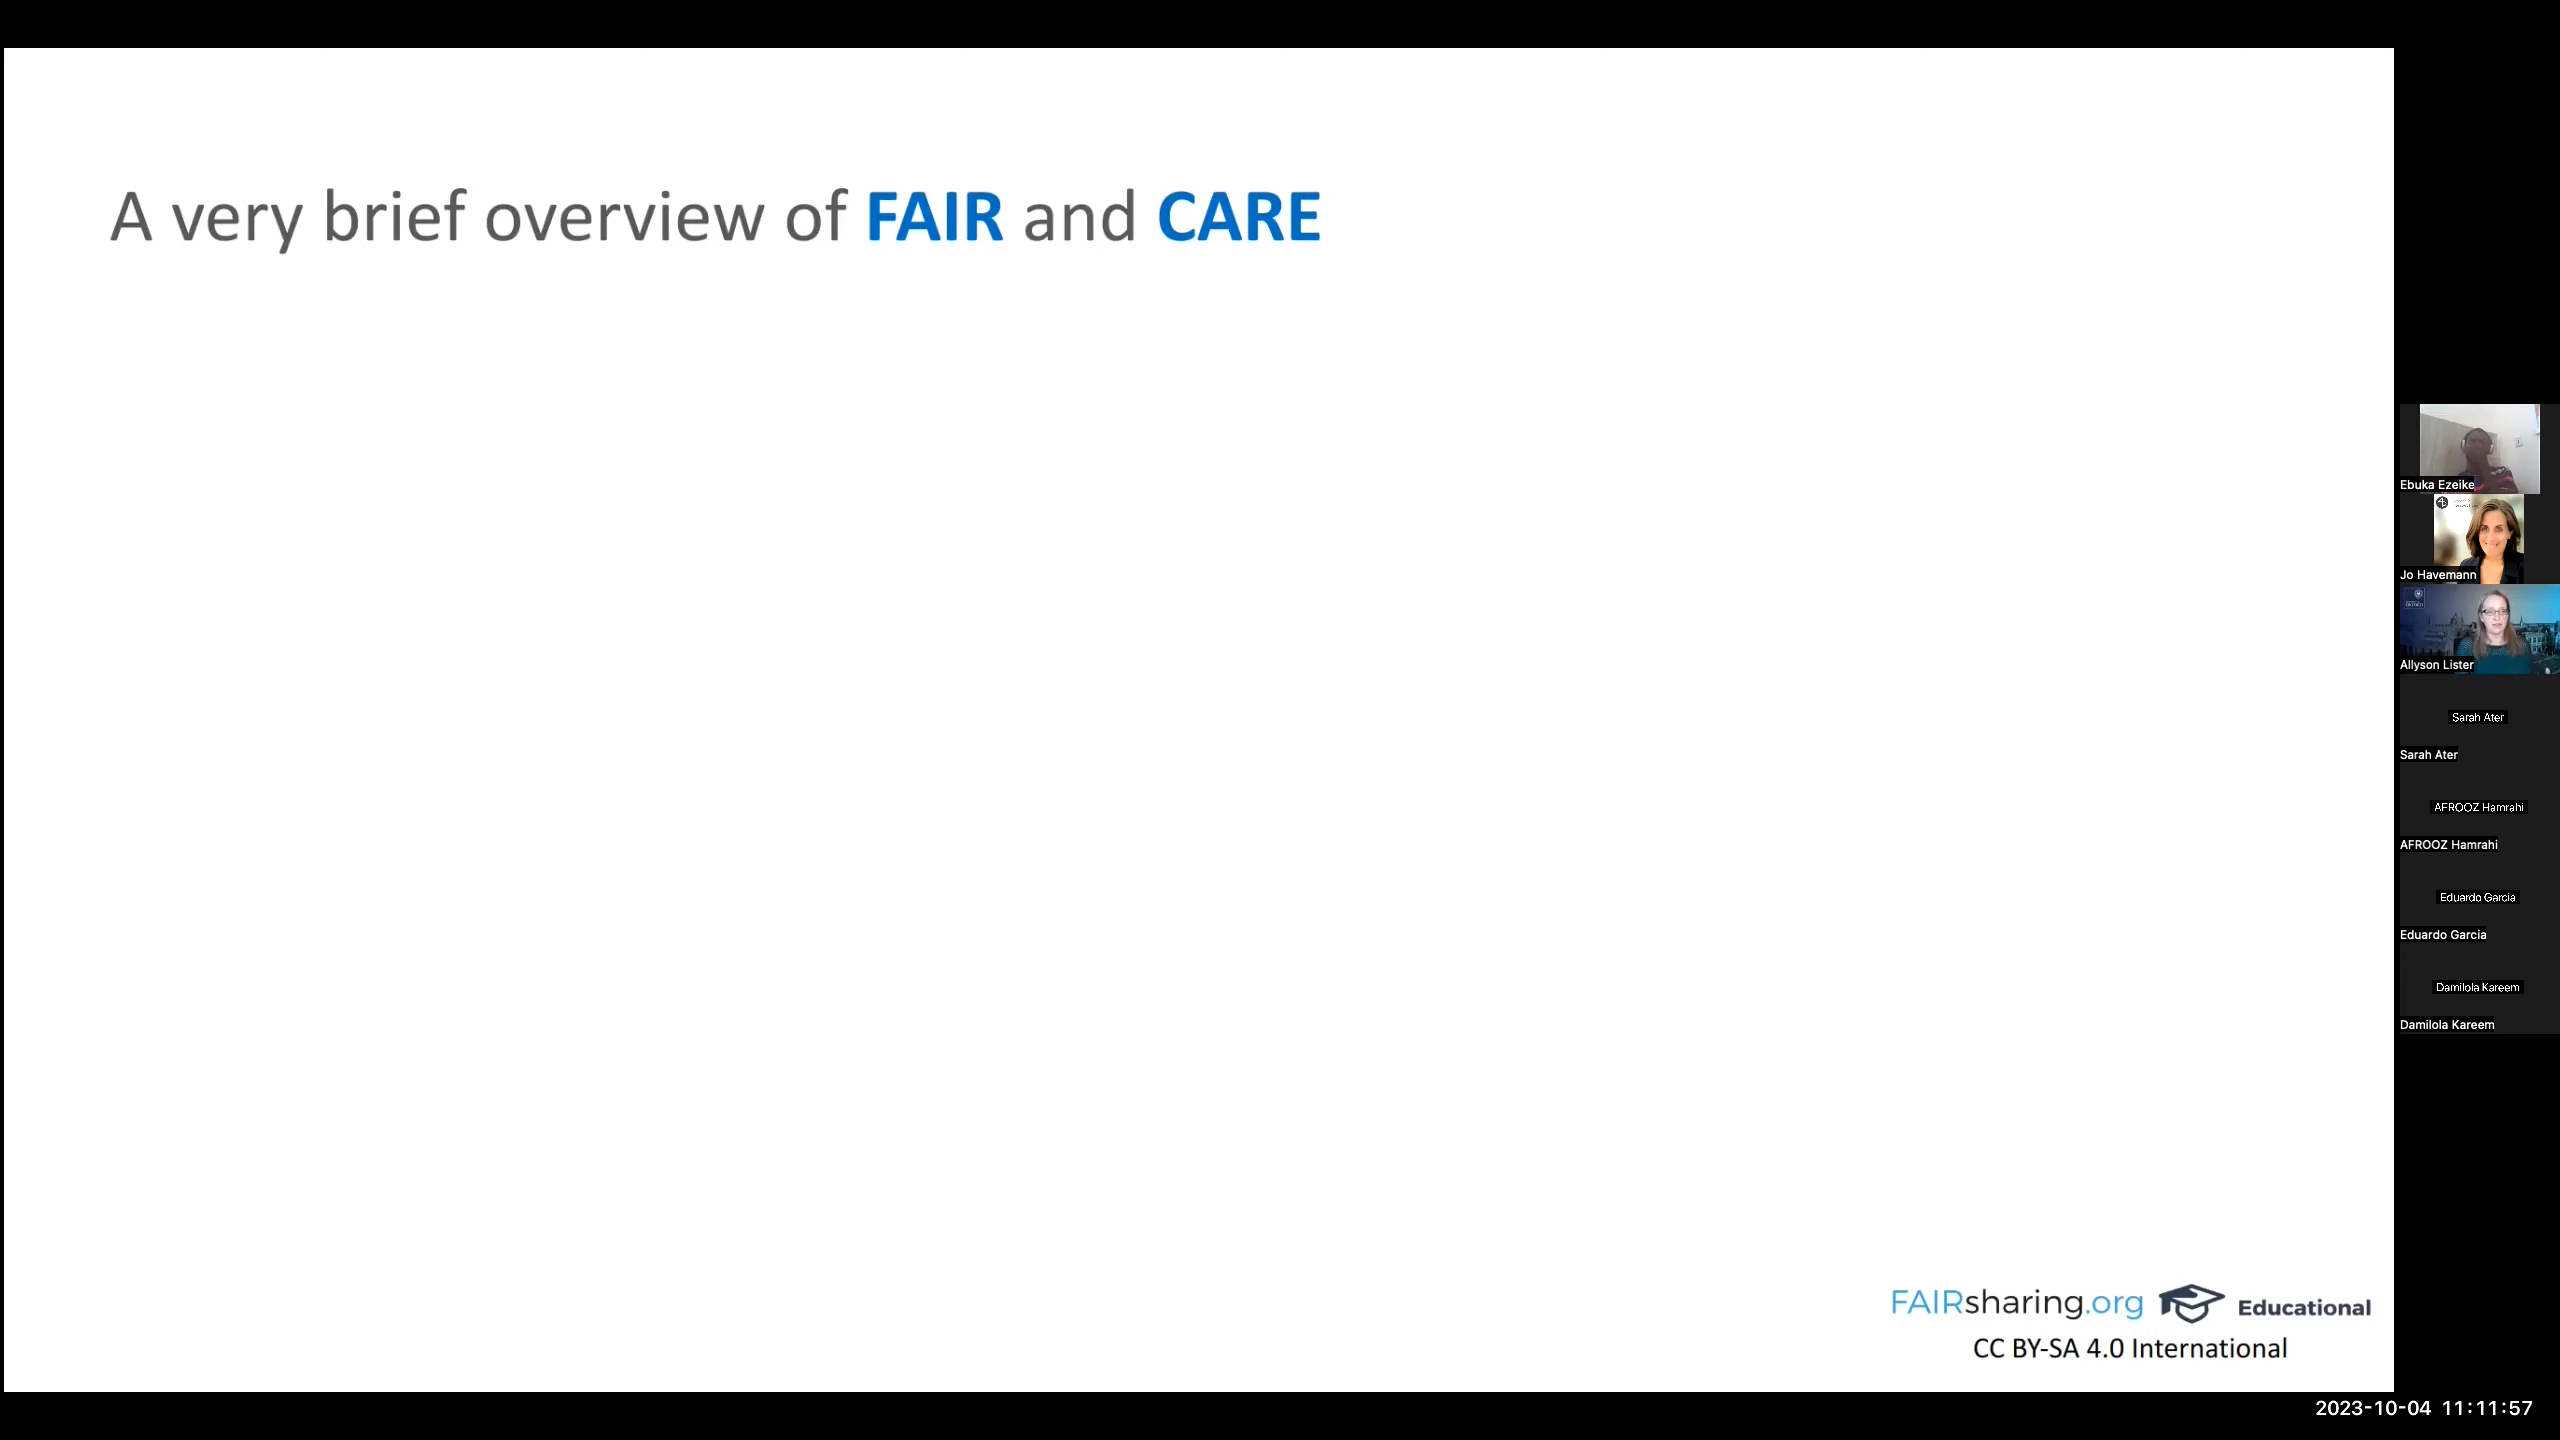 A very brief overview of FAIR and CARE
Ebuka Ezeike
Jo Havemann
Allyson Lister
Sarah Ater
Sarah Ater
AFROOZ Hamrahi
AFROOZ Hamrahi
Eduardo Garcia
Eduardo Garcia
Damilola Kareem
Damilola Kareem
FAIRsharing.org Educational
CC BY-SA 4.0 International
2023-10-04 11:11:57